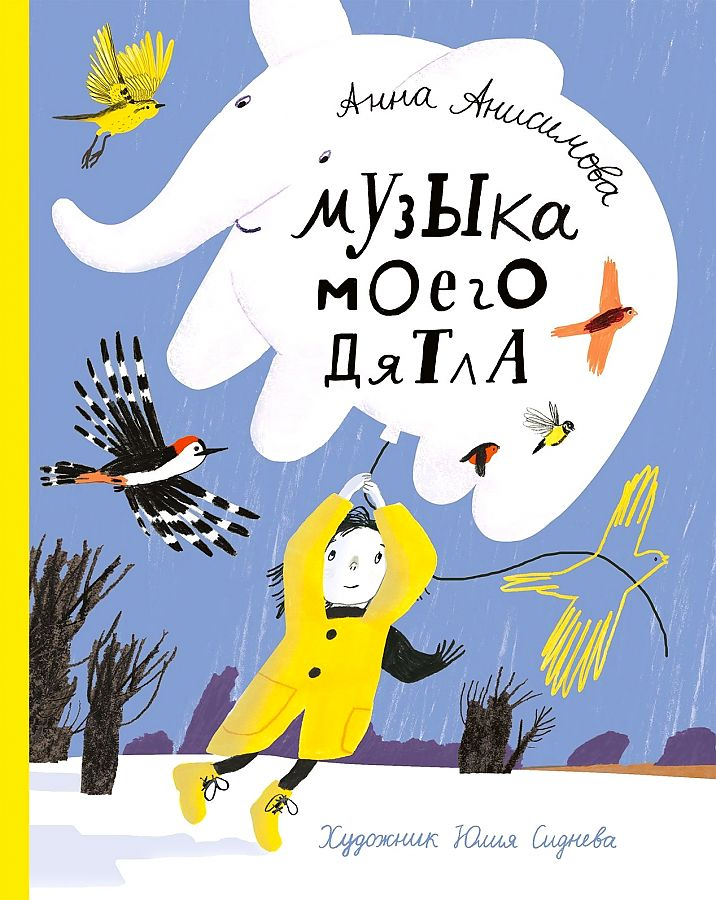 Анна Анисимова
музыка
моего
дятла
Художник Юлия Сиднева